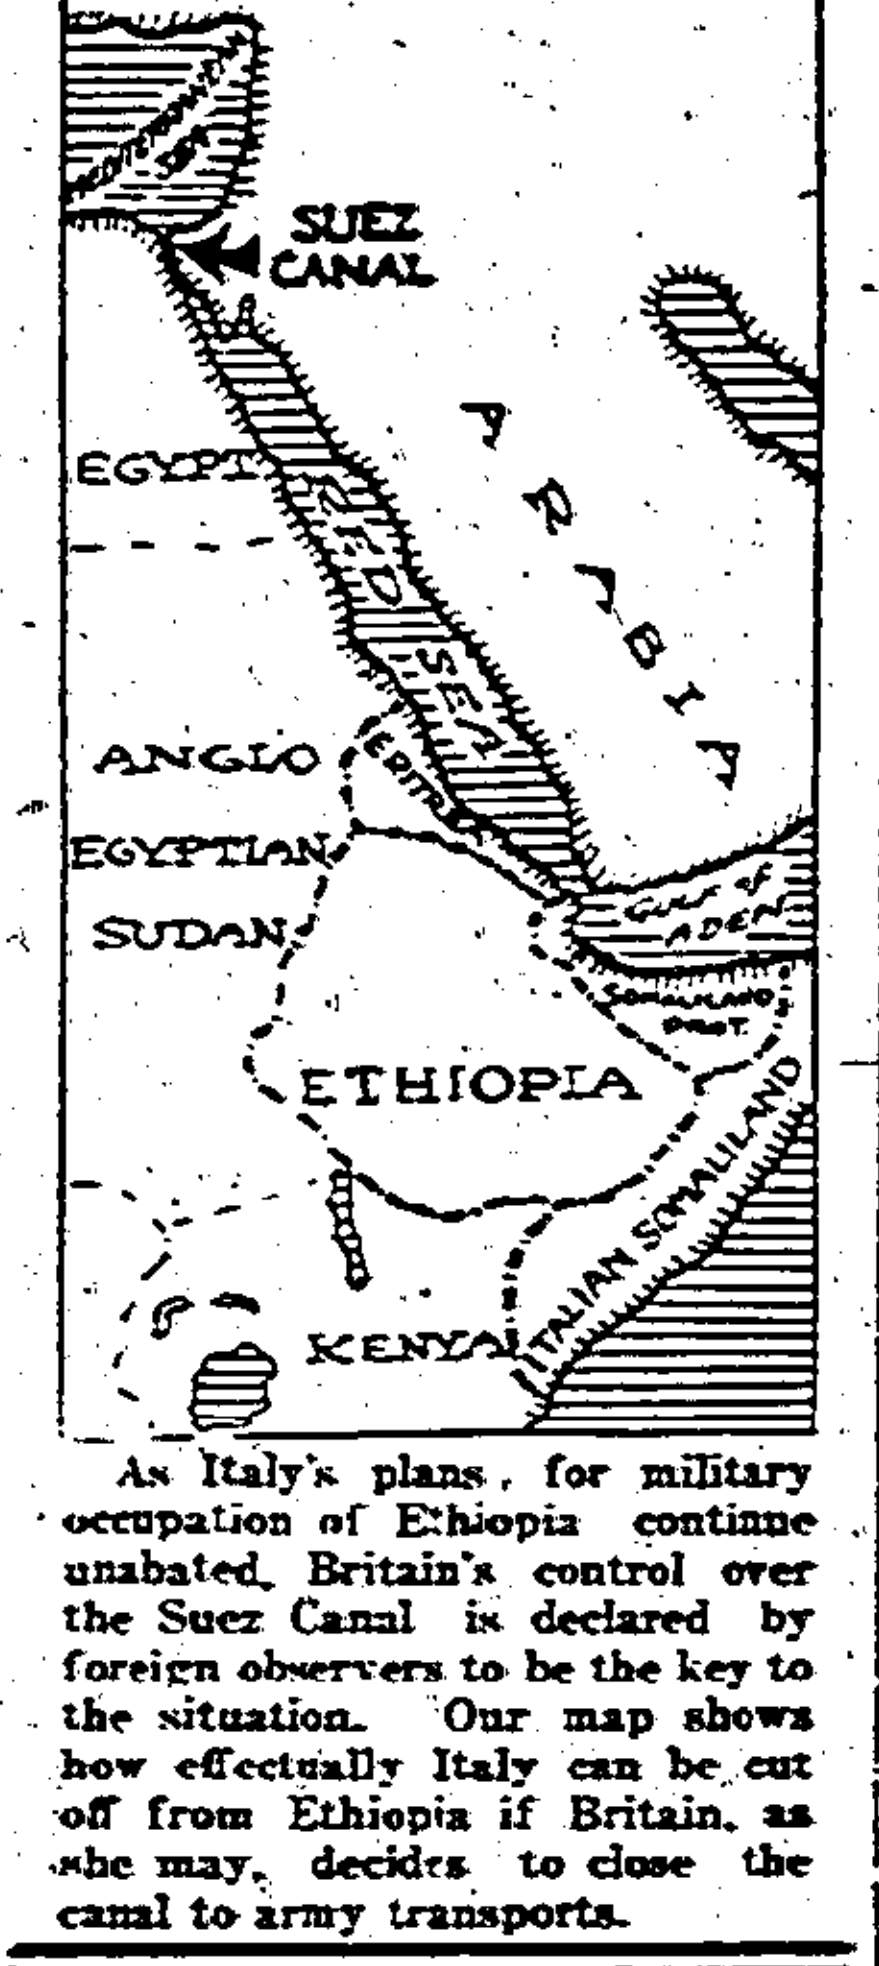 MEDITERRANEAN
SEA
SUEZ
CANAL
EGYPT
RED SEA
ARABIA
ANGLO
ERITREA
EGYPTIAN
SUDAN
GULF OF
ADEN
SOMALILAND
PROT.
ETHIOPIA
ITALIAN SOMALILAND
KENYA
As Italy's plans, for military
occupation of Ethiopia continue
unabated, Britain's control over
the Suez Canal is declared by
foreign observers to be the key to
the situation. Our map shows
how effectually Italy can be cut
off from Ethiopia if Britain, as
she may, decides to close the
canal to army transports.